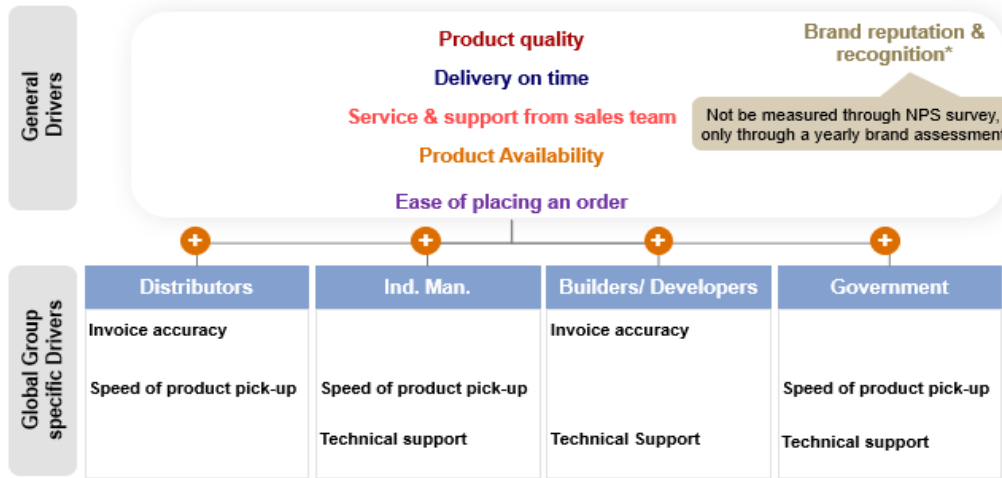 General
Drivers
Product quality
Delivery on time
Service & support from sales team
Product Availability
Ease of placing an order
Brand reputation &
recognition*
Not be measured through NPS survey,
only through a yearly brand assessment
Global Group
specific Drivers
Distributors
Invoice accuracy
Speed of product pick-up
Ind. Man.
Speed of product pick-up
Technical support
Builders/ Developers
Invoice accuracy
Technical Support
Government
Speed of product pick-up
Technical support